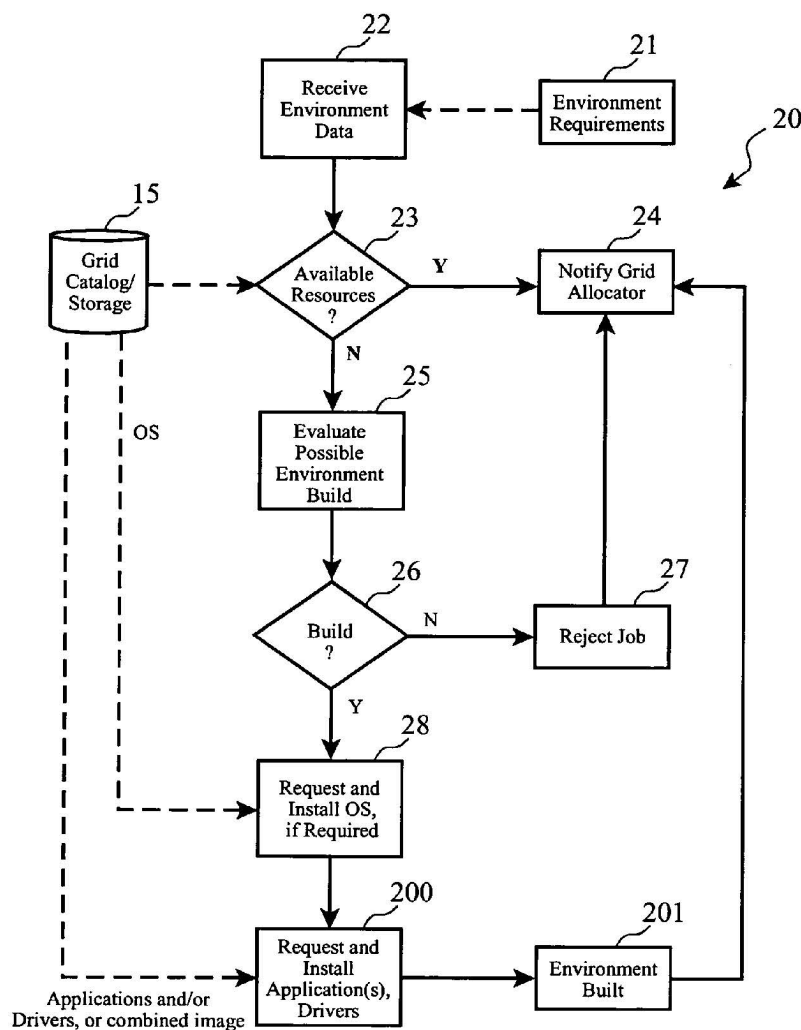 22
Receive
Environment
Data
21
Environment
Requirements
20
15
Grid
Catalog/
Storage
23
Available
Resources
?
Y
24
Notify Grid
Allocator
N
25
Evaluate
Possible
Environment
Build
OS
26
Build
?
N
27
Reject Job
Y
28
Request and
Install OS,
if Required
200
Request and
Install
Application(s),
Drivers
201
Environment
Built
Applications and/or
Drivers, or combined image